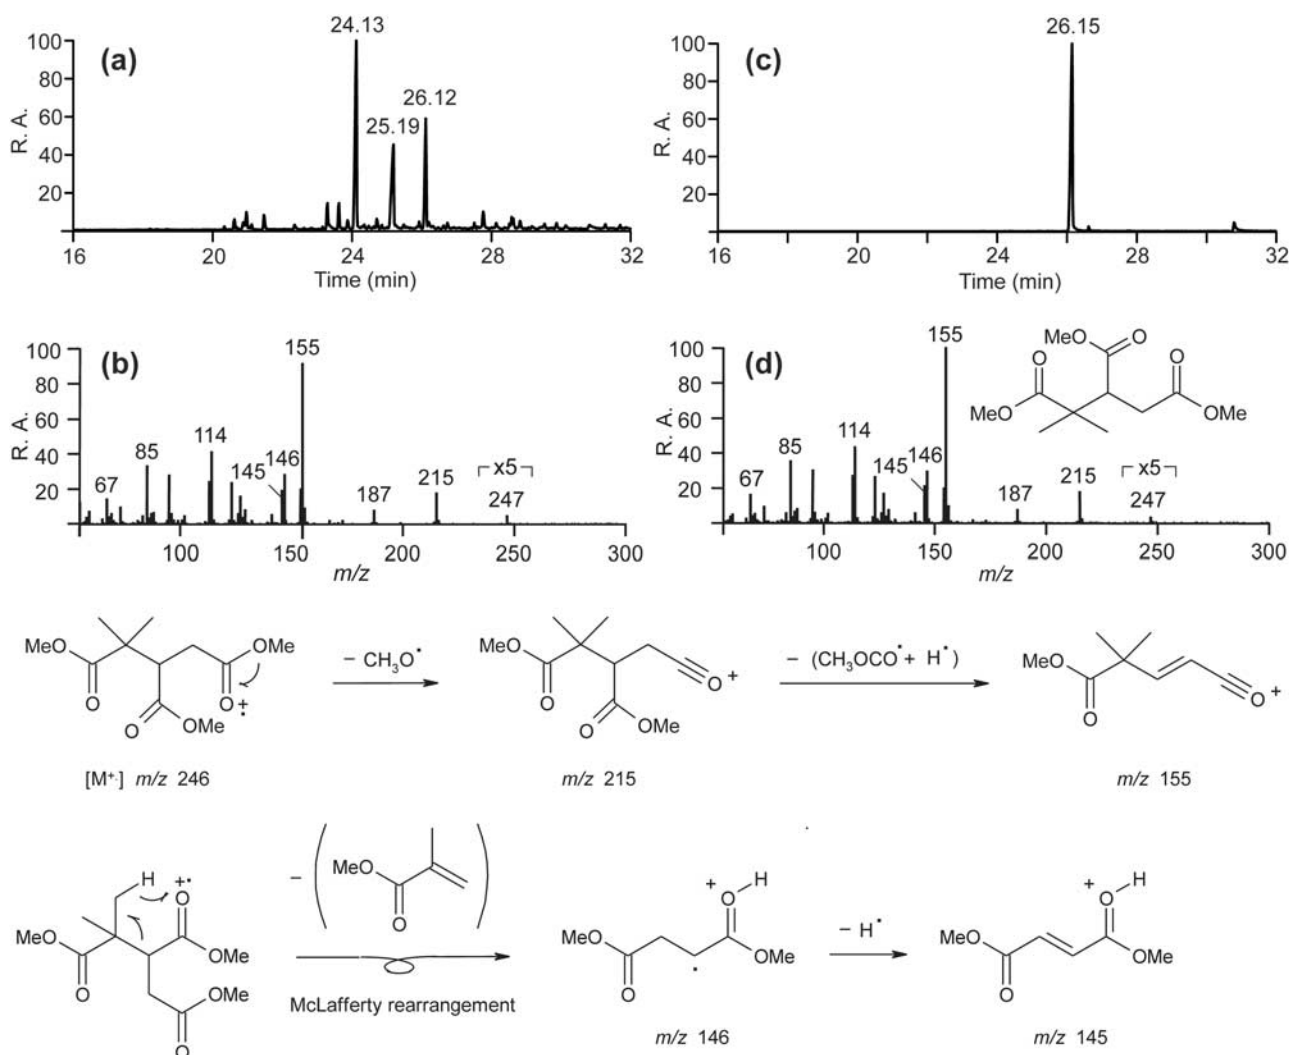 (a)
24.13
25.19
26.12
R. A.
100
80
60
40
20
16 20 24 28 32
Time (min)
(c)
26.15
R. A.
100
80
60
40
20
16 20 24 28 32
Time (min)
(b)
R. A.
100
80
60
40
20
67 85 114 145 146 155 187 215 x5 247
100 150 200 250 300
m/z
(d)
R. A.
100
80
60
40
20
67 85 114 145 146 155 187 215 x5 247
MeO O
O O
MeO OMe
100 150 200 250 300
m/z
MeO OMe
O O +·
O OMe
[M+·] m/z 246
– CH3O•
MeO
O O +
O OMe
m/z 215
– (CH3OCO• + H•)
MeO
O O +
m/z 155
H +•
O
MeO OMe
O OMe
O
– ( MeO O )
McLafferty rearrangement
+ O H
MeO OMe
O •
m/z 146
– H•
+ O H
MeO OMe
O
m/z 145